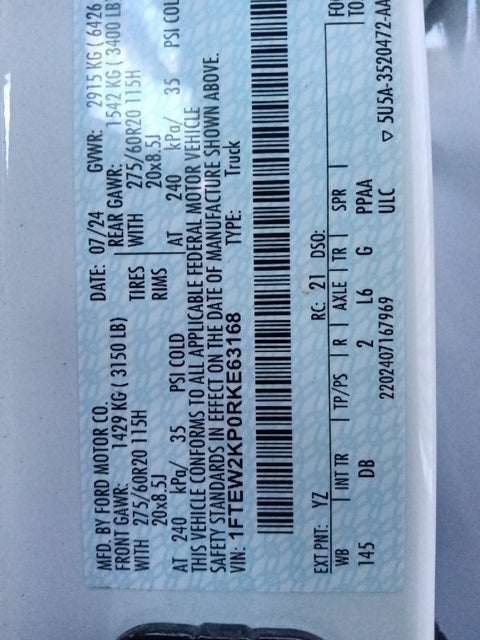 MFD. BY FORD MOTOR CO.
DATE: 07/24 GVWR: 2915 KG ( 6426
FRONT GAWR: 1429 KG ( 3150 LB) REAR GAWR: 1542 KG ( 3400 LB
WITH 275/60R20 115H TIRES WITH 275/60R20 115H
20x8.5J RIMS 20x8.5J
AT 240 kPa/ 35 PSI COLD AT 240 kPa/ 35 PSI COL
THIS VEHICLE CONFORMS TO ALL APPLICABLE FEDERAL MOTOR VEHICLE
SAFETY STANDARDS IN EFFECT ON THE DATE OF MANUFACTURE SHOWN ABOVE.
VIN: 1FTEW2KP0RKE63168 TYPE: Truck
EXT PNT: YZ RC: 21 DSO: FO
WB INT TR TP/PS R AXLE TR SPR TO
145 DB 2 L6 G PPAA
ULC
2202407167969 ▽ 5U5A-3520472-AA